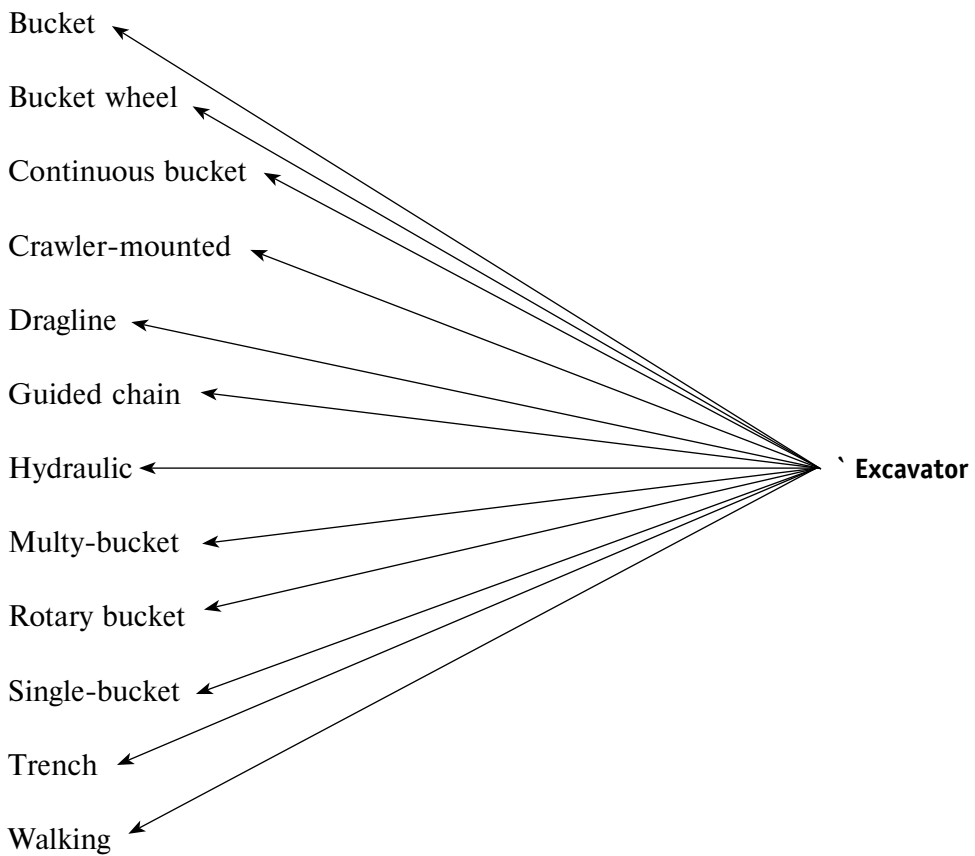 Bucket
Bucket wheel
Continuous bucket
Crawler-mounted
Dragline
Guided chain
Hydraulic
` Excavator
Multy-bucket
Rotary bucket
Single-bucket
Trench
Walking